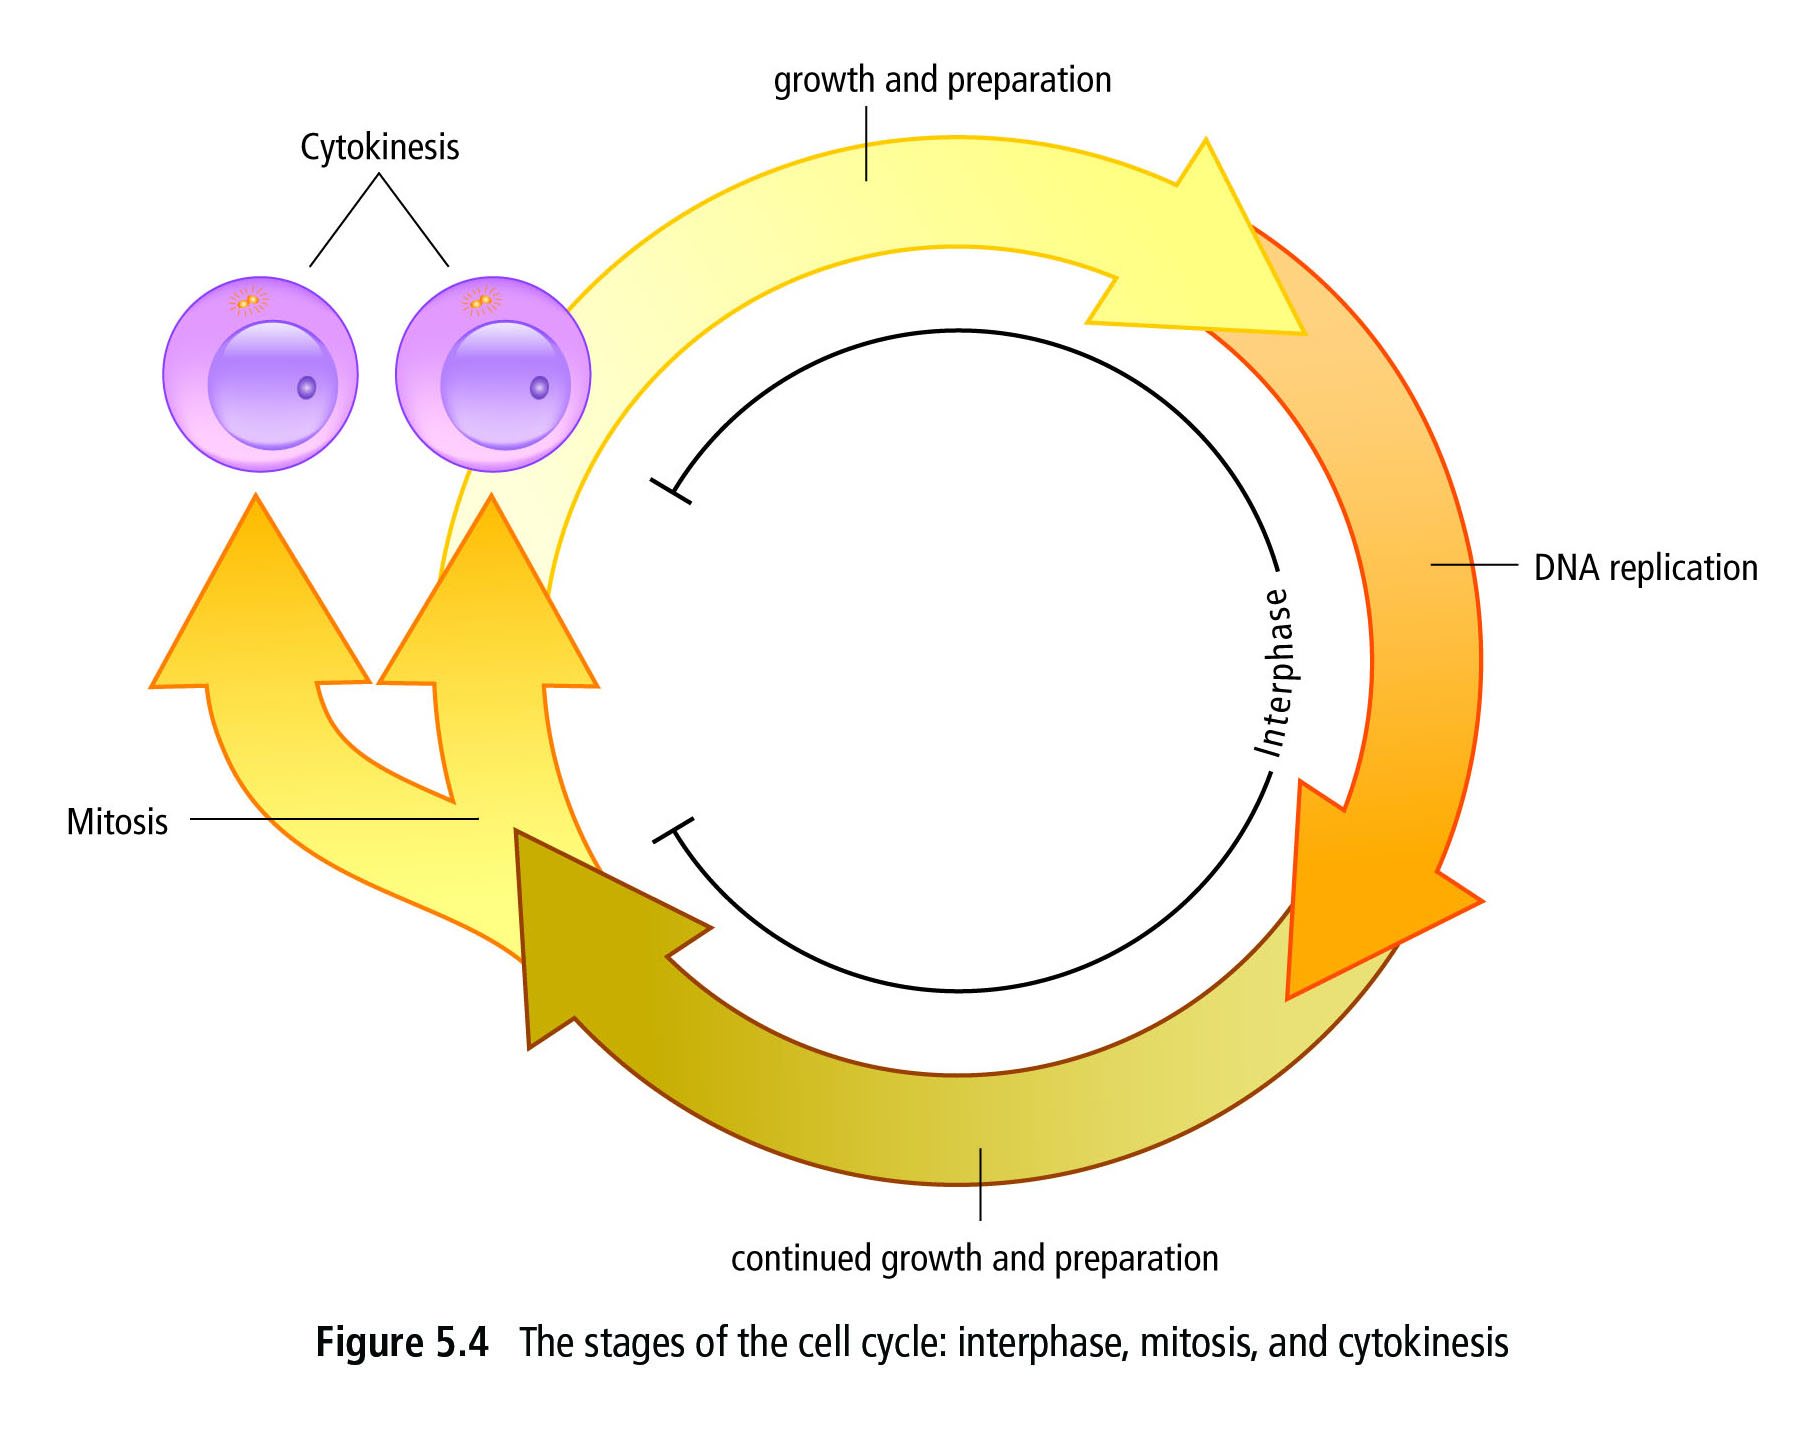 growth and preparation
Cytokinesis
DNA replication
Interphase
Mitosis
continued growth and preparation
Figure 5.4 The stages of the cell cycle: interphase, mitosis, and cytokinesis